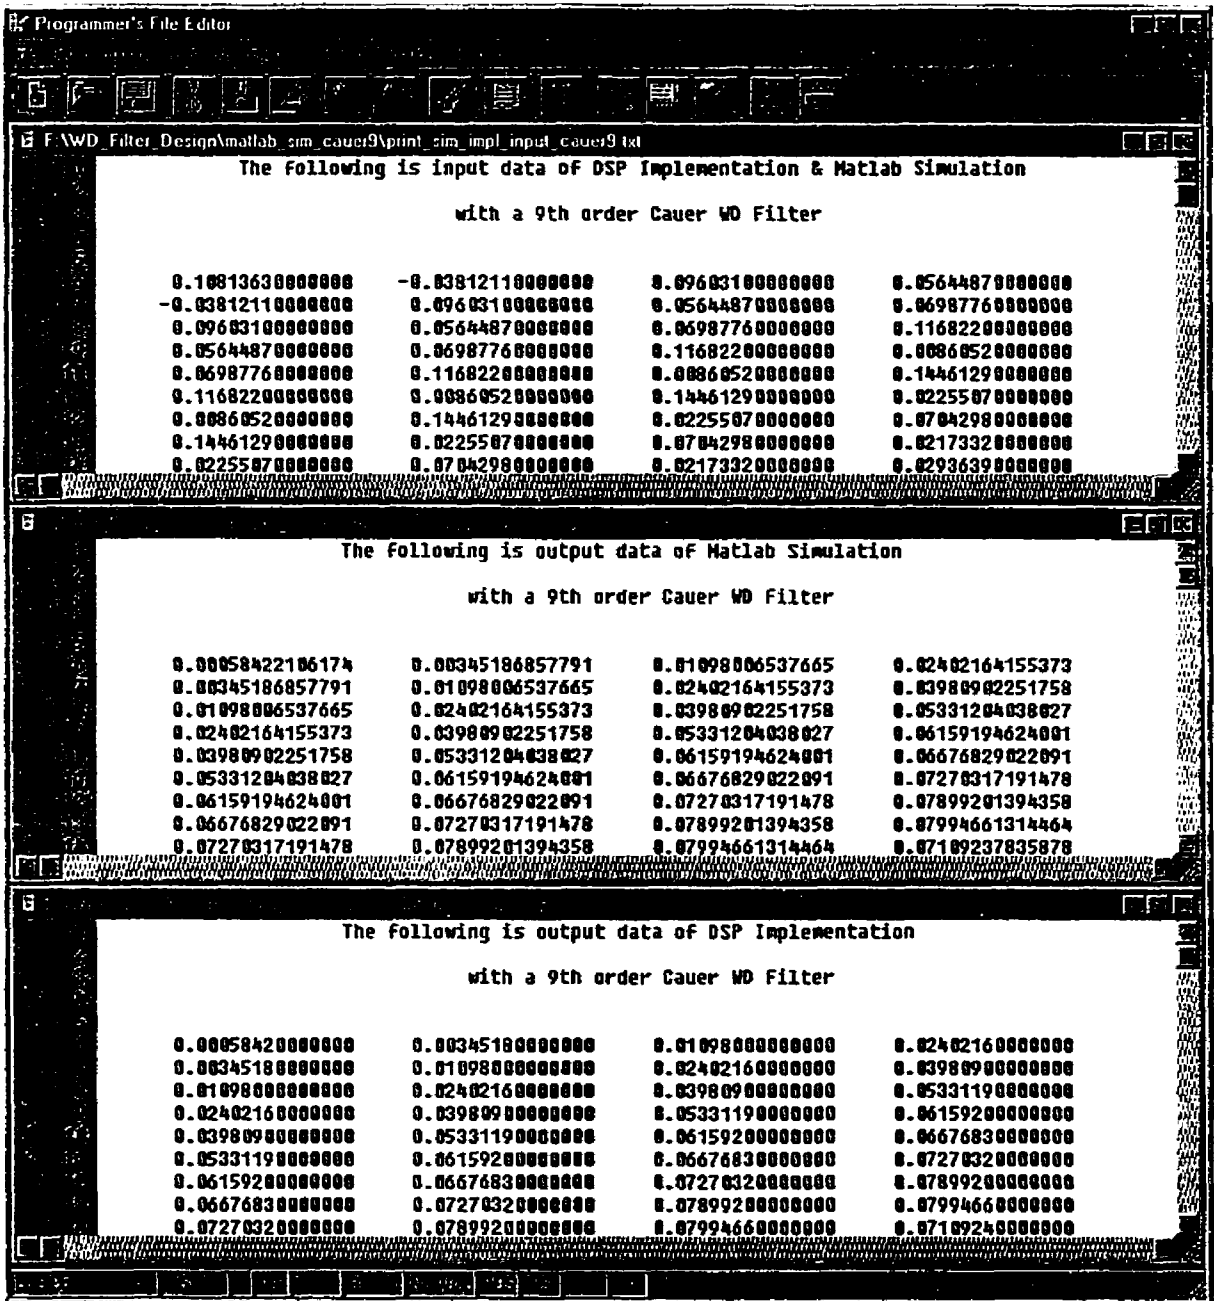 Programmer's File Editor
F:\WD_Filter_Design\matlab_sim_cauer9\print_sim_impl_input_cauer9.txt
The following is input data of DSP Implementation & Matlab Simulation
with a 9th order Cauer WD Filter
0.10813630000000 -0.03812110000000 0.09603100000000 0.05644870000000
-0.03812110000000 0.09603100000000 0.05644870000000 0.06987760000000
0.09603100000000 0.05644870000000 0.06987760000000 0.11682200000000
0.05644870000000 0.06987760000000 0.11682200000000 0.00860520000000
0.06987760000000 0.11682200000000 0.00860520000000 0.14461290000000
0.11682200000000 0.00860520000000 0.14461290000000 0.02255070000000
0.00860520000000 0.14461290000000 0.02255070000000 0.07042980000000
0.14461290000000 0.02255070000000 0.07042980000000 0.02173320000000
0.02255070000000 0.07042980000000 0.02173320000000 0.02936390000000
The following is output data of Matlab Simulation
with a 9th order Cauer WD Filter
0.00058422106174 0.00345186857791 0.01098006537665 0.02402164155373
0.00345186857791 0.01098006537665 0.02402164155373 0.03980902251758
0.01098006537665 0.02402164155373 0.03980902251758 0.05331204038027
0.02402164155373 0.03980902251758 0.05331204038027 0.06159194624001
0.03980902251758 0.05331204038027 0.06159194624001 0.06676829022091
0.05331204038027 0.06159194624001 0.06676829022091 0.07270317191478
0.06159194624001 0.06676829022091 0.07270317191478 0.07899201394358
0.06676829022091 0.07270317191478 0.07899201394358 0.07994661314464
0.07270317191478 0.07899201394358 0.07994661314464 0.07109237835878
The following is output data of DSP Implementation
with a 9th order Cauer WD Filter
0.00058420000000 0.00345180000000 0.01098000000000 0.02402160000000
0.00345180000000 0.01098000000000 0.02402160000000 0.03980900000000
0.01098000000000 0.02402160000000 0.03980900000000 0.05331190000000
0.02402160000000 0.03980900000000 0.05331190000000 0.06159200000000
0.03980900000000 0.05331190000000 0.06159200000000 0.06676830000000
0.05331190000000 0.06159200000000 0.06676830000000 0.07270320000000
0.06159200000000 0.06676830000000 0.07270320000000 0.07899200000000
0.06676830000000 0.07270320000000 0.07899200000000 0.07994660000000
0.07270320000000 0.07899200000000 0.07994660000000 0.07109240000000